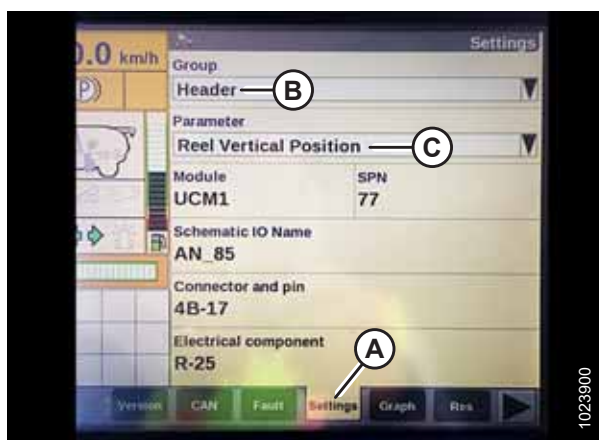 0.0 km/h
Settings
(P)
Group
Header
B
Parameter
Reel Vertical Position
C
Module
SPN
UCM1
77
Schematic IO Name
AN_85
Connector and pin
4B-17
Electrical component
R-25
A
Version
CAN
Fault
Settings
Graph
Res
1023900